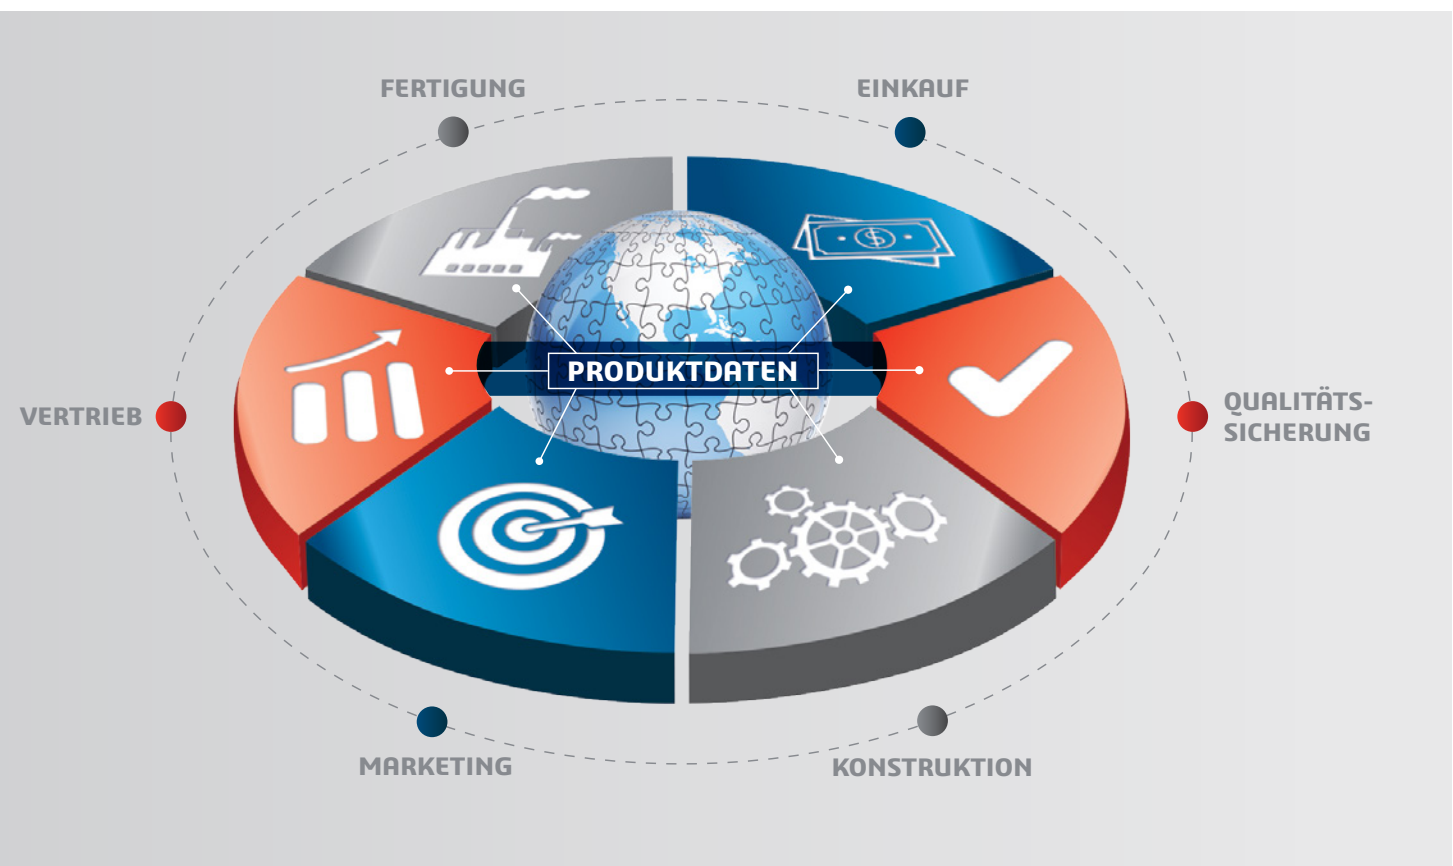 FERTIGUNG
EINKAUF
PRODUKTDATEN
VERTRIEB
QUALITÄTS-
SICHERUNG
MARKETING
KONSTRUKTION